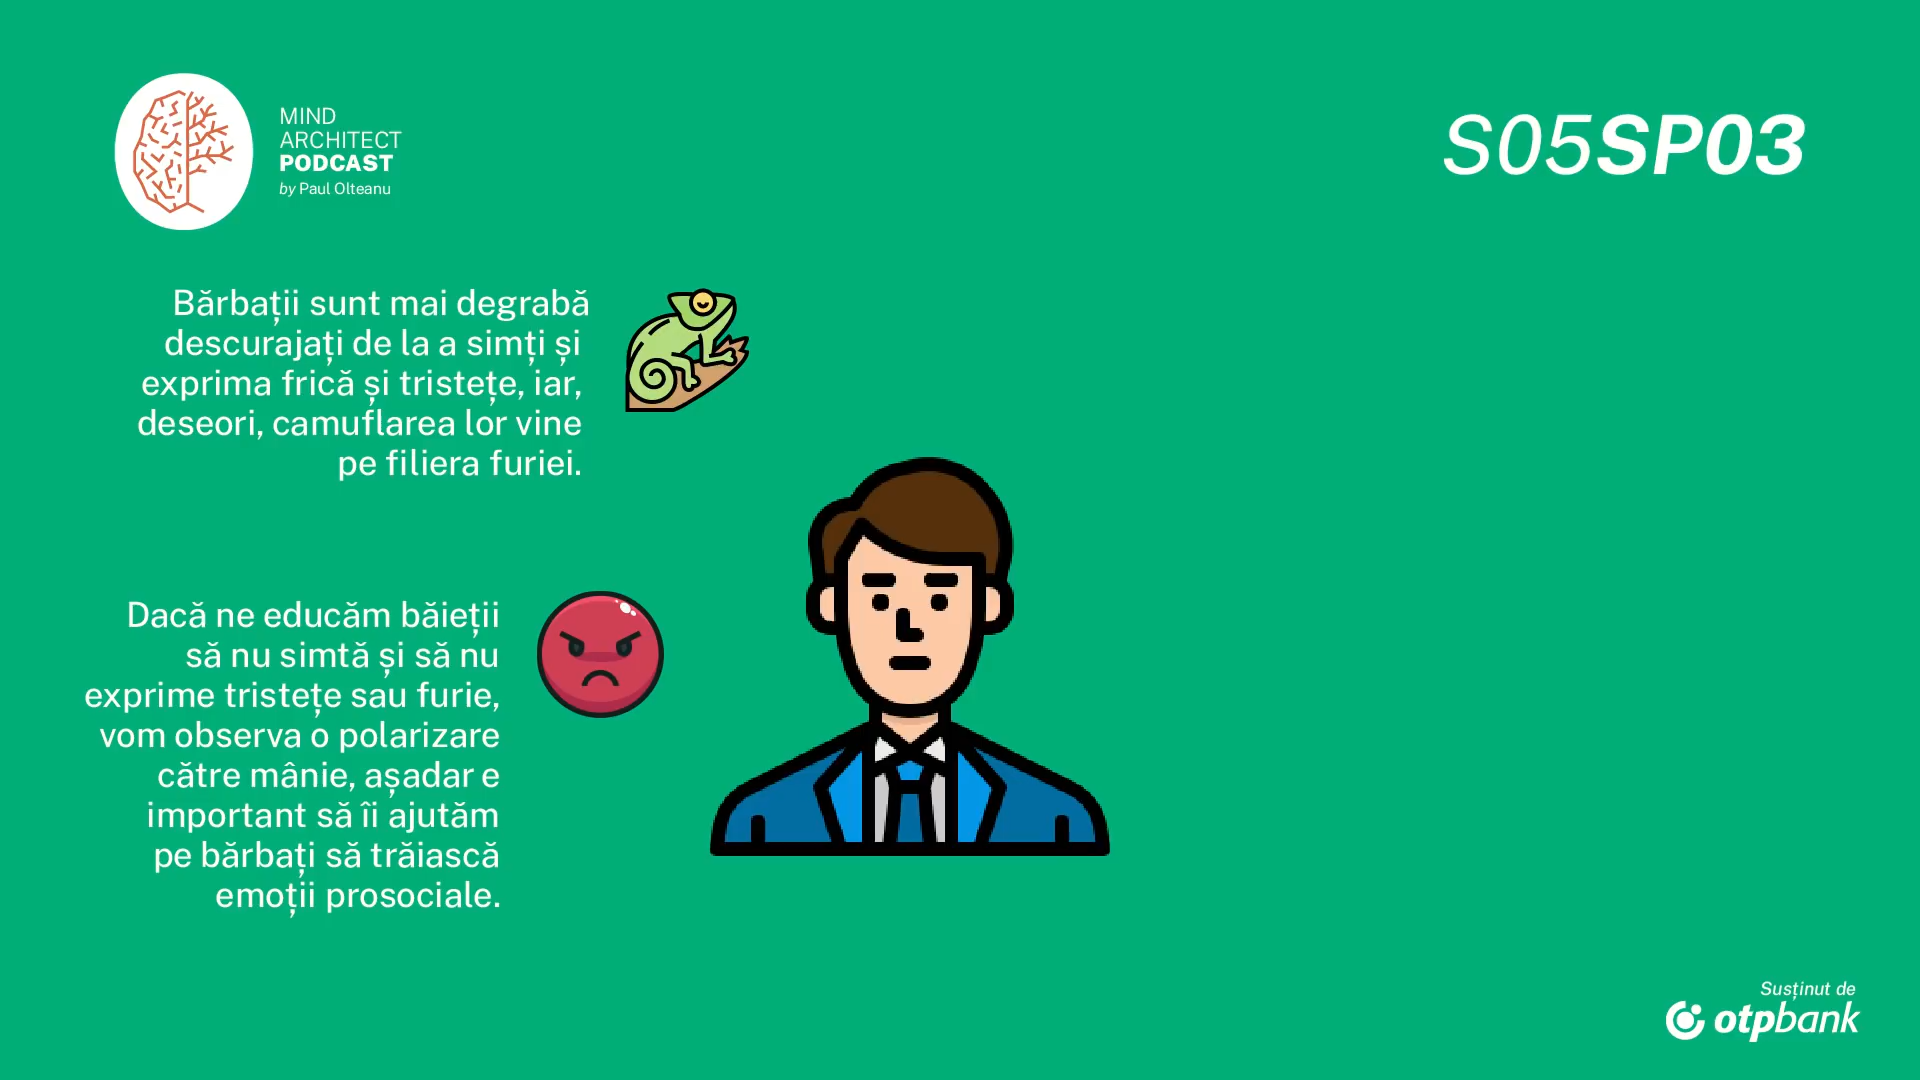 MIND
ARCHITECT
PODCAST
by Paul Olteanu
S05SP03
Bărbații sunt mai degrabă
descurajați de la a simți și
exprima frică și tristețe, iar,
deseori, camuflarea lor vine
pe filiera furiei.
Dacă ne educăm băieții
să nu simtă și să nu
exprime tristețe sau furie,
vom observa o polarizare
către mânie, așadar e
important să îi ajutăm
pe bărbați să trăiască
emoții prosociale.
Susținut de
otpbank